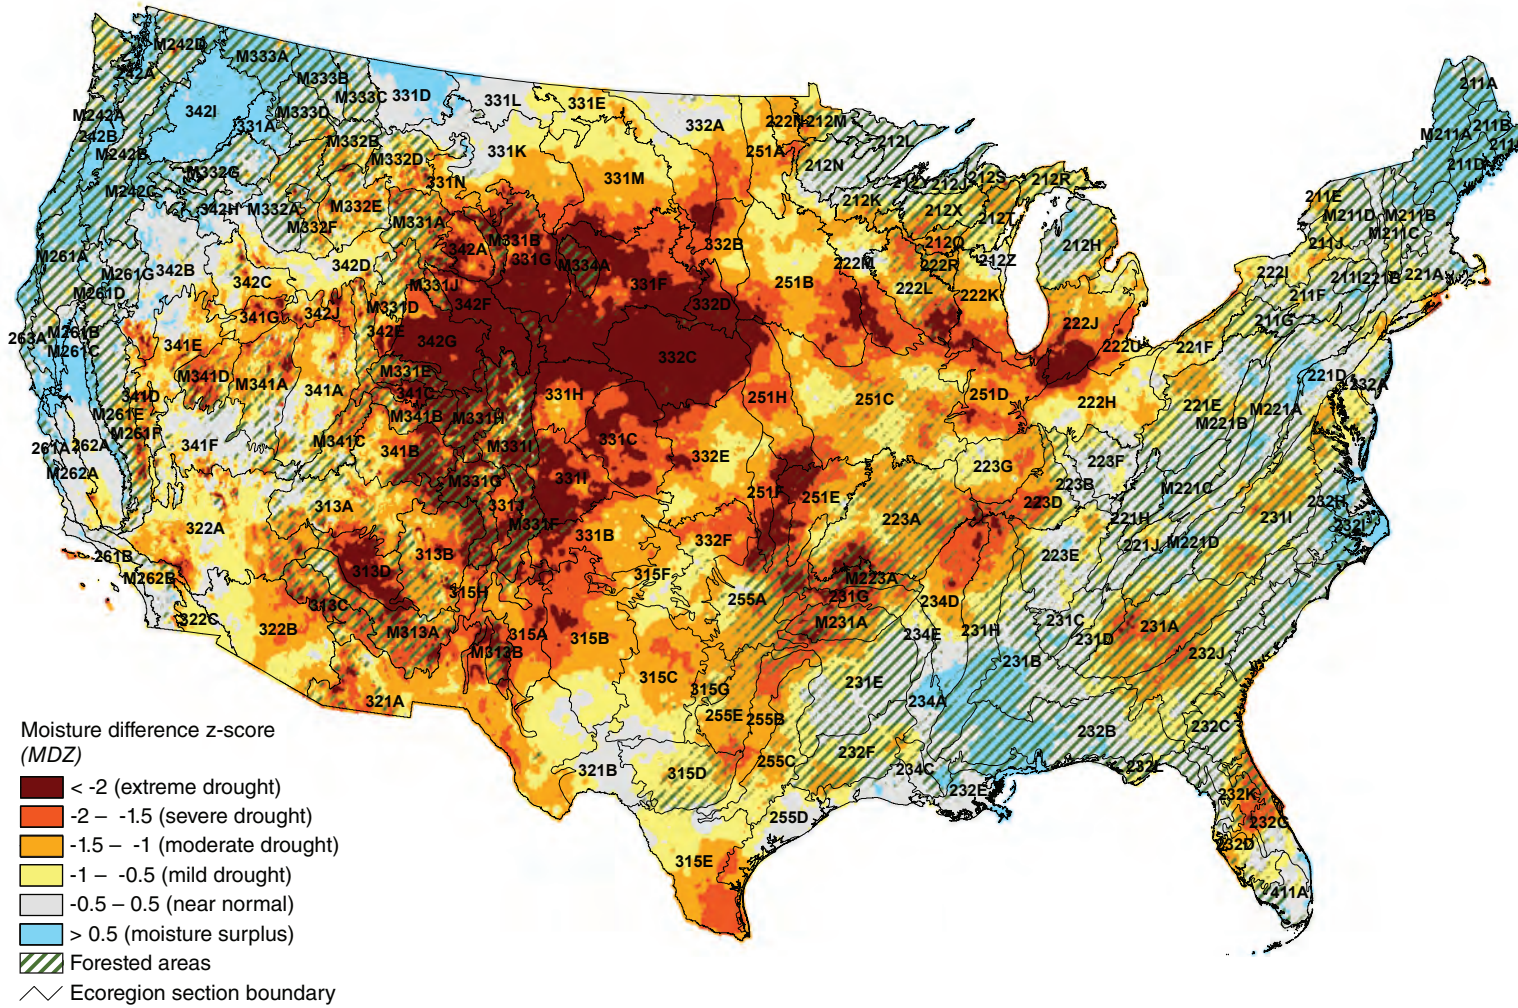 M242D
M333A
242A
M333B
M333C
331D
331L
331E
211A
342I
M333D
332A
222N
212M
M242A
331A
211B
242B
M332B
251A
212L
M211A
M242B
331K
M332D
212N
211D
M332G
331N
331M
212Y
212J
212S
212R
M242C
342H
M332A
M332E
212K
212X
211E
M332F
M331A
212T
M211D
M211B
M211C
M261A
342A
M331B
332B
212Q
212H
211J
331G
M334A
222M
222R
212Z
M261G
342B
342D
222I
211I
221B
221A
342C
M331J
331F
251B
222L
222K
211F
M261D
341G
342J
M331D
342F
332D
211G
263A
M261B
342E
222J
M261C
341E
342G
332C
222U
221F
M341D
M331E
221D
232A
M341A
341A
341C
331H
251H
251C
251D
222H
221E
M221A
341D
M261E
M341B
M331H
M221B
M261F
261A
262A
341F
M341C
341B
M331I
331C
332E
223G
223F
M262A
M331G
331I
223B
M221C
313A
331J
251F
251E
223D
232H
322A
M331F
223A
221H
231I
232I
331B
332F
221J
M221D
261B
313B
223E
M262B
313D
315F
M223A
315H
255A
231G
234D
313C
322C
M231A
231C
231A
322B
M313A
315A
315B
234E
231H
231D
M313B
231B
232J
315C
315G
231E
321A
234A
255E
255B
232B
232C
232F
321B
315D
255C
234C
232L
232E
232K
255D
232G
232D
315E
411A
Moisture difference z-score
(MDZ)
< -2 (extreme drought)
-2 – -1.5 (severe drought)
-1.5 – -1 (moderate drought)
-1 – -0.5 (mild drought)
-0.5 – 0.5 (near normal)
> 0.5 (moisture surplus)
Forested areas
Ecoregion section boundary